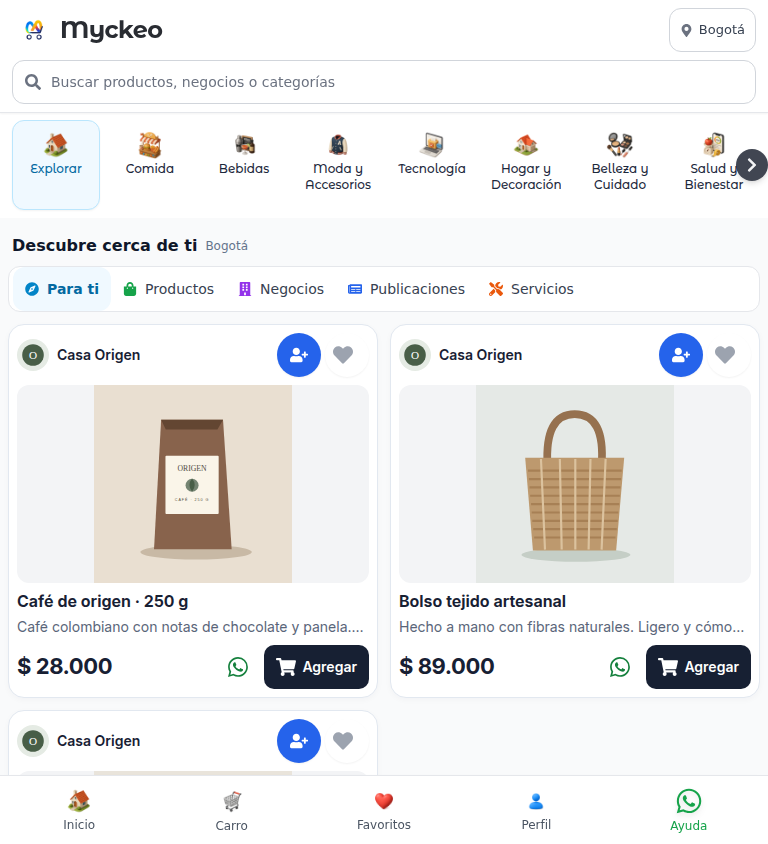 Myckeo
Bogotá
Buscar productos, negocios o categorías
Explorar
Comida
Bebidas
Moda y
Accesorios
Tecnología
Hogar y
Decoración
Belleza y
Cuidado
Salud y
Bienestar
Descubre cerca de ti Bogotá
Para ti
Productos
Negocios
Publicaciones
Servicios
O
Casa Origen
ORIGEN
CAFÉ · 250 G
Café de origen · 250 g
Café colombiano con notas de chocolate y panela....
$ 28.000
Agregar
O
Casa Origen
Bolso tejido artesanal
Hecho a mano con fibras naturales. Ligero y cómo...
$ 89.000
Agregar
O
Casa Origen
Inicio
Carro
Favoritos
Perfil
Ayuda